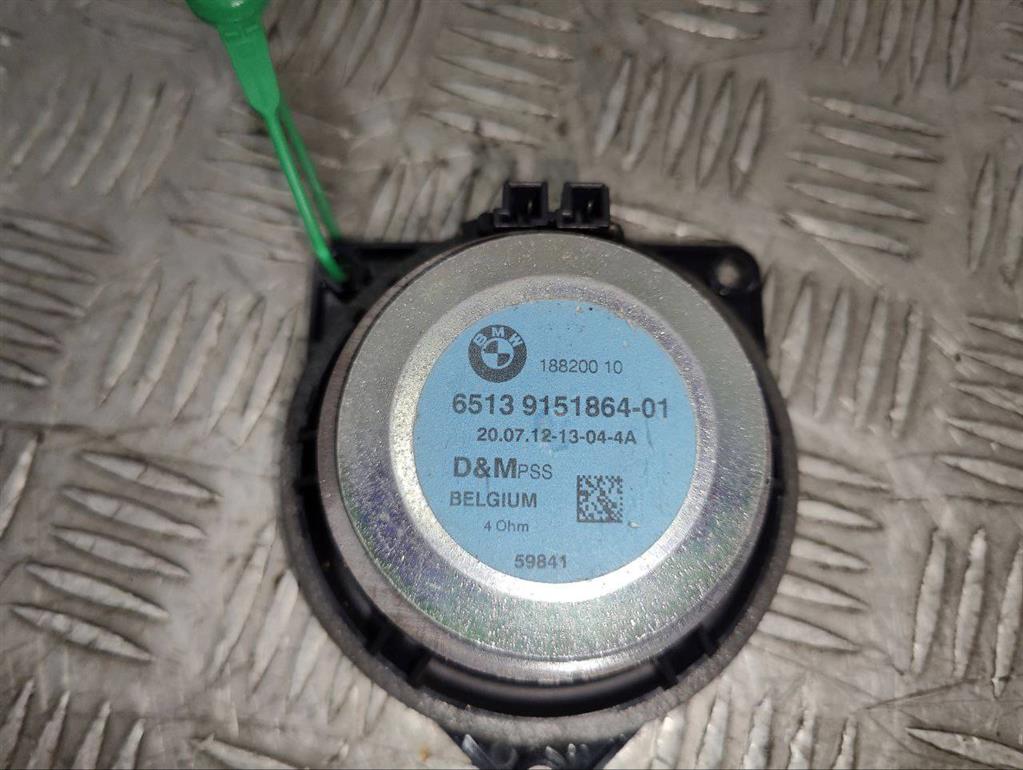 BMW
188200 10
6513 9151864-01
20.07.12-13-04-4A
D&MPSS
BELGIUM
4 Ohm
59841